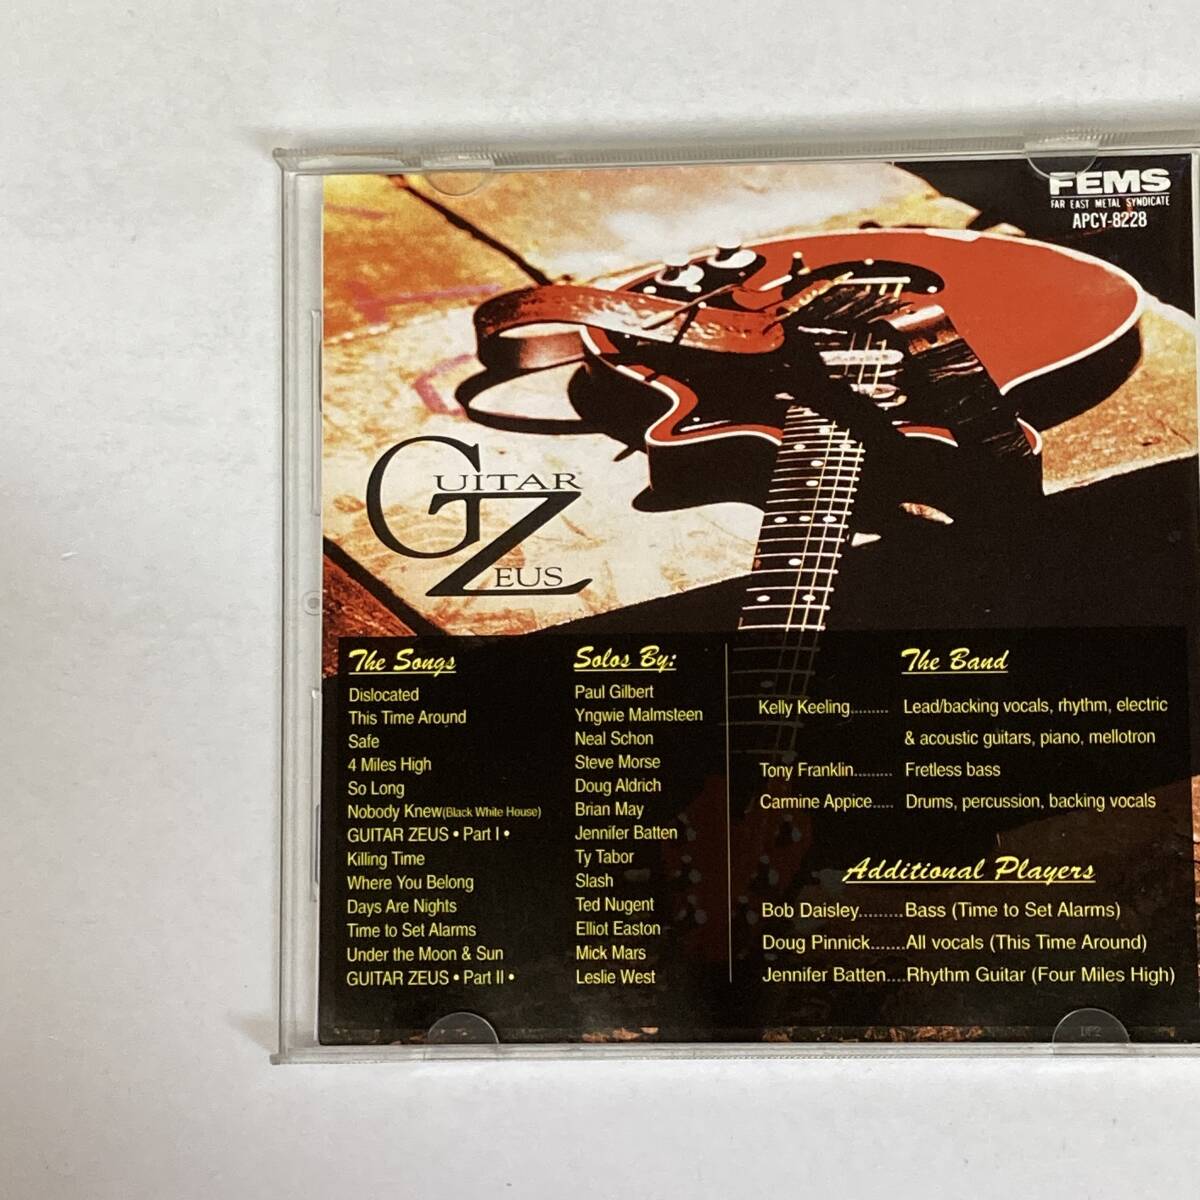 FEMS
FAR EAST METAL SYNDICATE
APCY-8228
GUITAR
ZEUS
The Songs
Dislocated
This Time Around
Safe
4 Miles High
So Long
Nobody Knew(Black White House)
GUITAR ZEUS • Part I •
Killing Time
Where You Belong
Days Are Nights
Time to Set Alarms
Under the Moon & Sun
GUITAR ZEUS • Part II •
Solos By:
Paul Gilbert
Yngwie Malmsteen
Neal Schon
Steve Morse
Doug Aldrich
Brian May
Jennifer Batten
Ty Tabor
Slash
Ted Nugent
Elliot Easton
Mick Mars
Leslie West
The Band
Kelly Keeling......... Lead/backing vocals, rhythm, electric
& acoustic guitars, piano, mellotron
Tony Franklin......... Fretless bass
Carmine Appice..... Drums, percussion, backing vocals
Additional Players
Bob Daisley.........Bass (Time to Set Alarms)
Doug Pinnick.......All vocals (This Time Around)
Jennifer Batten....Rhythm Guitar (Four Miles High)